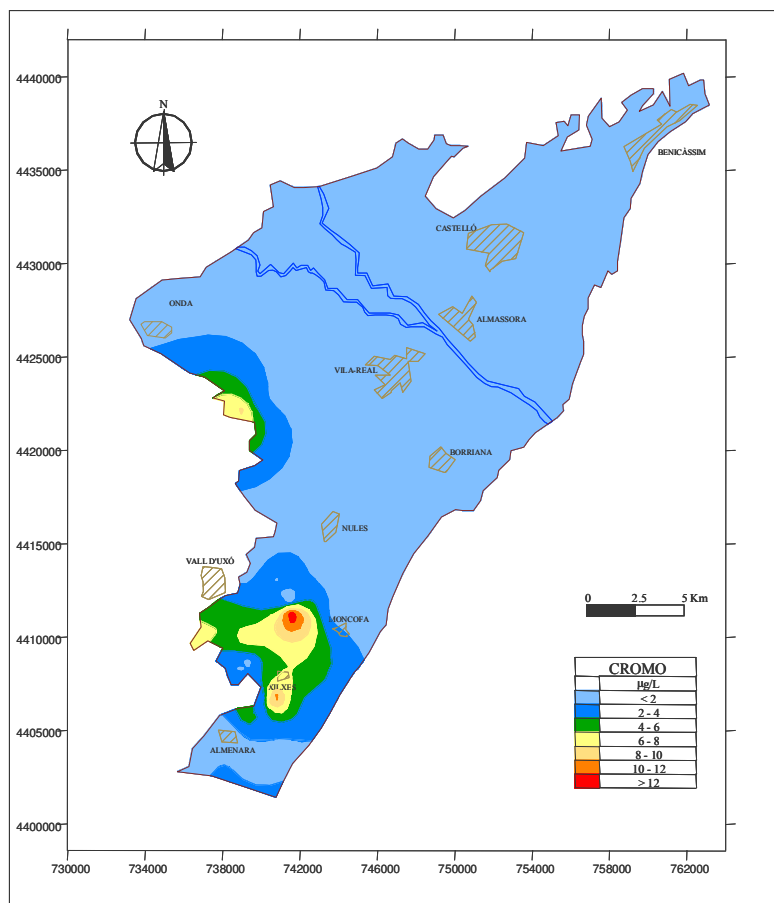 4440000
4435000
4430000
4425000
4420000
4415000
4410000
4405000
4400000
N
BENICÀSSIM
CASTELLÓ
ONDA
ALMASSORA
VILA-REAL
BORRIANA
NULES
VALL D'UXÓ
MONCOFA
XILXES
ALMENARA
0 2.5 5 Km
CROMO
µg/L
< 2
2 - 4
4 - 6
6 - 8
8 - 10
10 - 12
> 12
730000 734000 738000 742000 746000 750000 754000 758000 762000